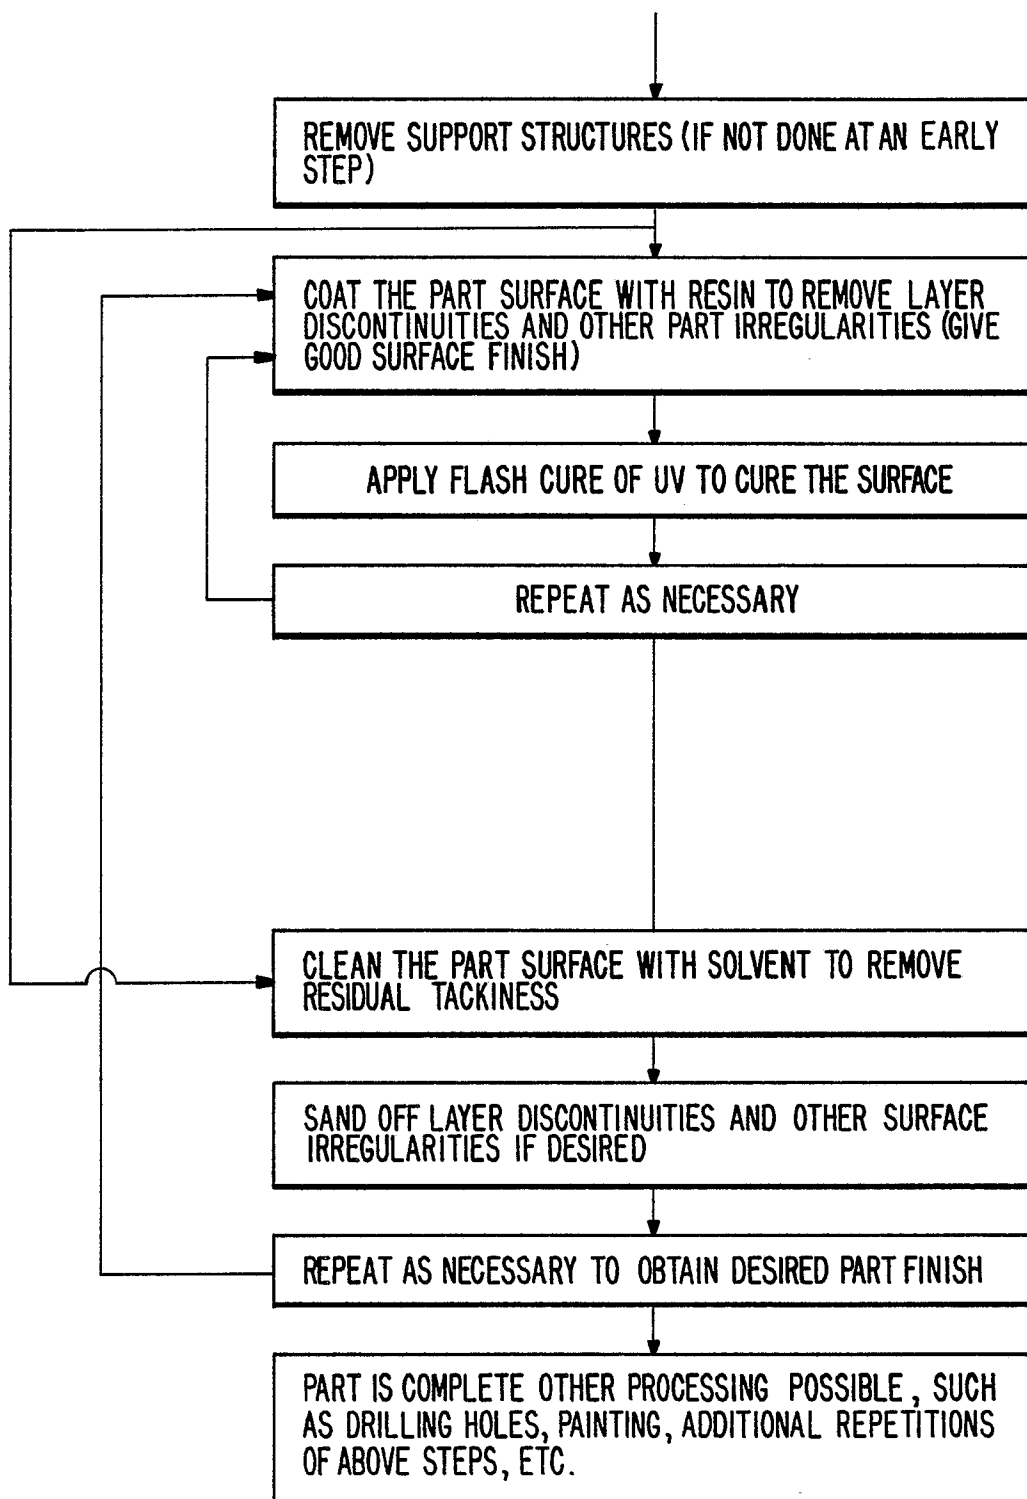 REMOVE SUPPORT STRUCTURES (IF NOT DONE AT AN EARLY
STEP)
COAT THE PART SURFACE WITH RESIN TO REMOVE LAYER
DISCONTINUITIES AND OTHER PART IRREGULARITIES (GIVE
GOOD SURFACE FINISH)
APPLY FLASH CURE OF UV TO CURE THE SURFACE
REPEAT AS NECESSARY
CLEAN THE PART SURFACE WITH SOLVENT TO REMOVE
RESIDUAL TACKINESS
SAND OFF LAYER DISCONTINUITIES AND OTHER SURFACE
IRREGULARITIES IF DESIRED
REPEAT AS NECESSARY TO OBTAIN DESIRED PART FINISH
PART IS COMPLETE OTHER PROCESSING POSSIBLE, SUCH
AS DRILLING HOLES, PAINTING, ADDITIONAL REPETITIONS
OF ABOVE STEPS, ETC.